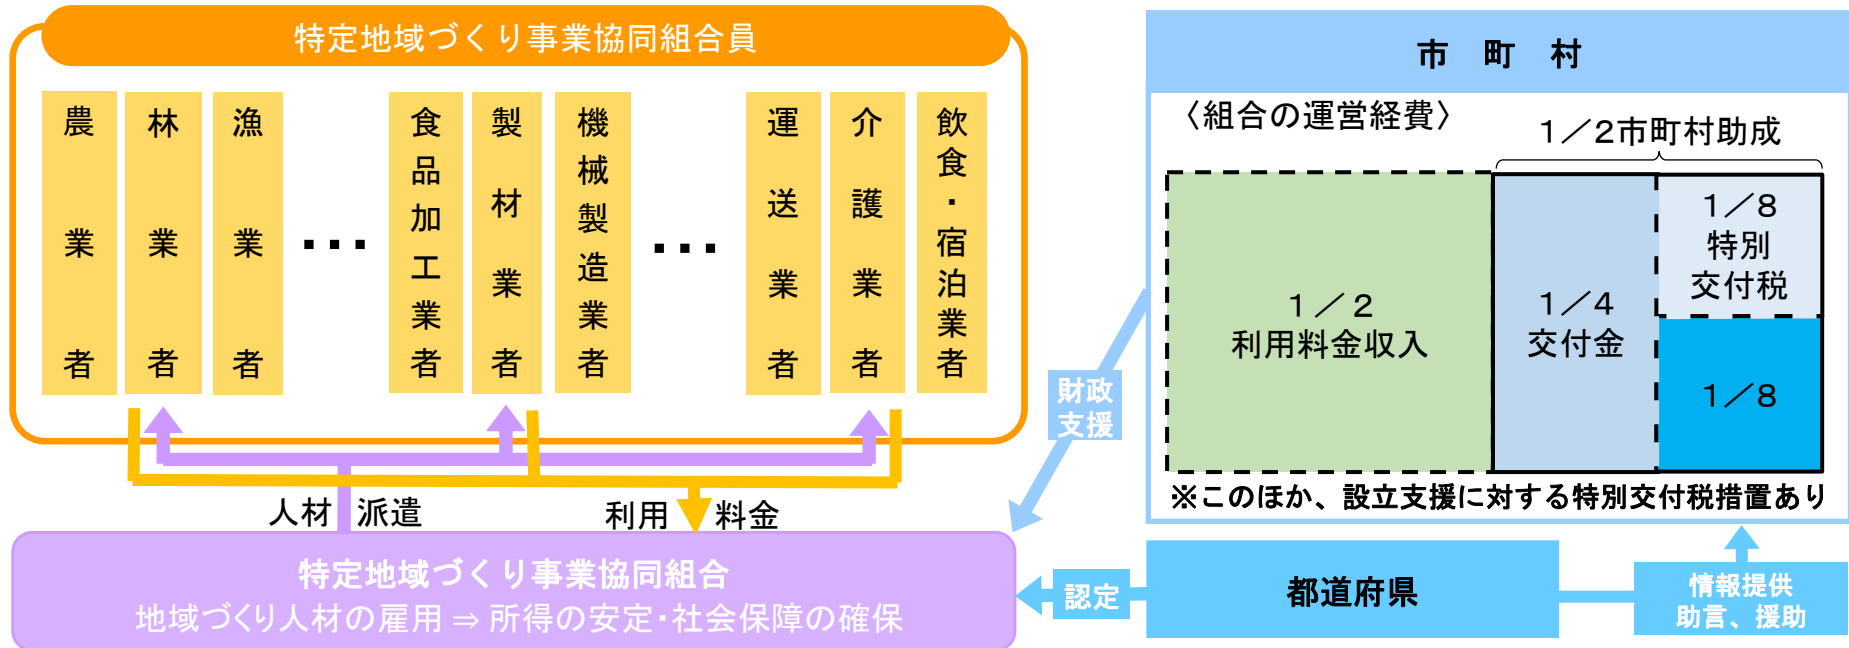 特定地域づくり事業協同組合員
農業者
林業者
漁業者
・・・
食品加工業者
製材業者
機械製造業者
・・・
運送業者
介護業者
飲食・宿泊業者
人材派遣
利用料金
特定地域づくり事業協同組合
地域づくり人材の雇用⇒所得の安定・社会保障の確保
市町村
〈組合の運営経費〉
1／2市町村助成
1／2
利用料金収入
1／4
交付金
1／8
特別
交付税
1／8
※このほか、設立支援に対する特別交付税措置あり
財政
支援
認定
都道府県
情報提供
助言、援助